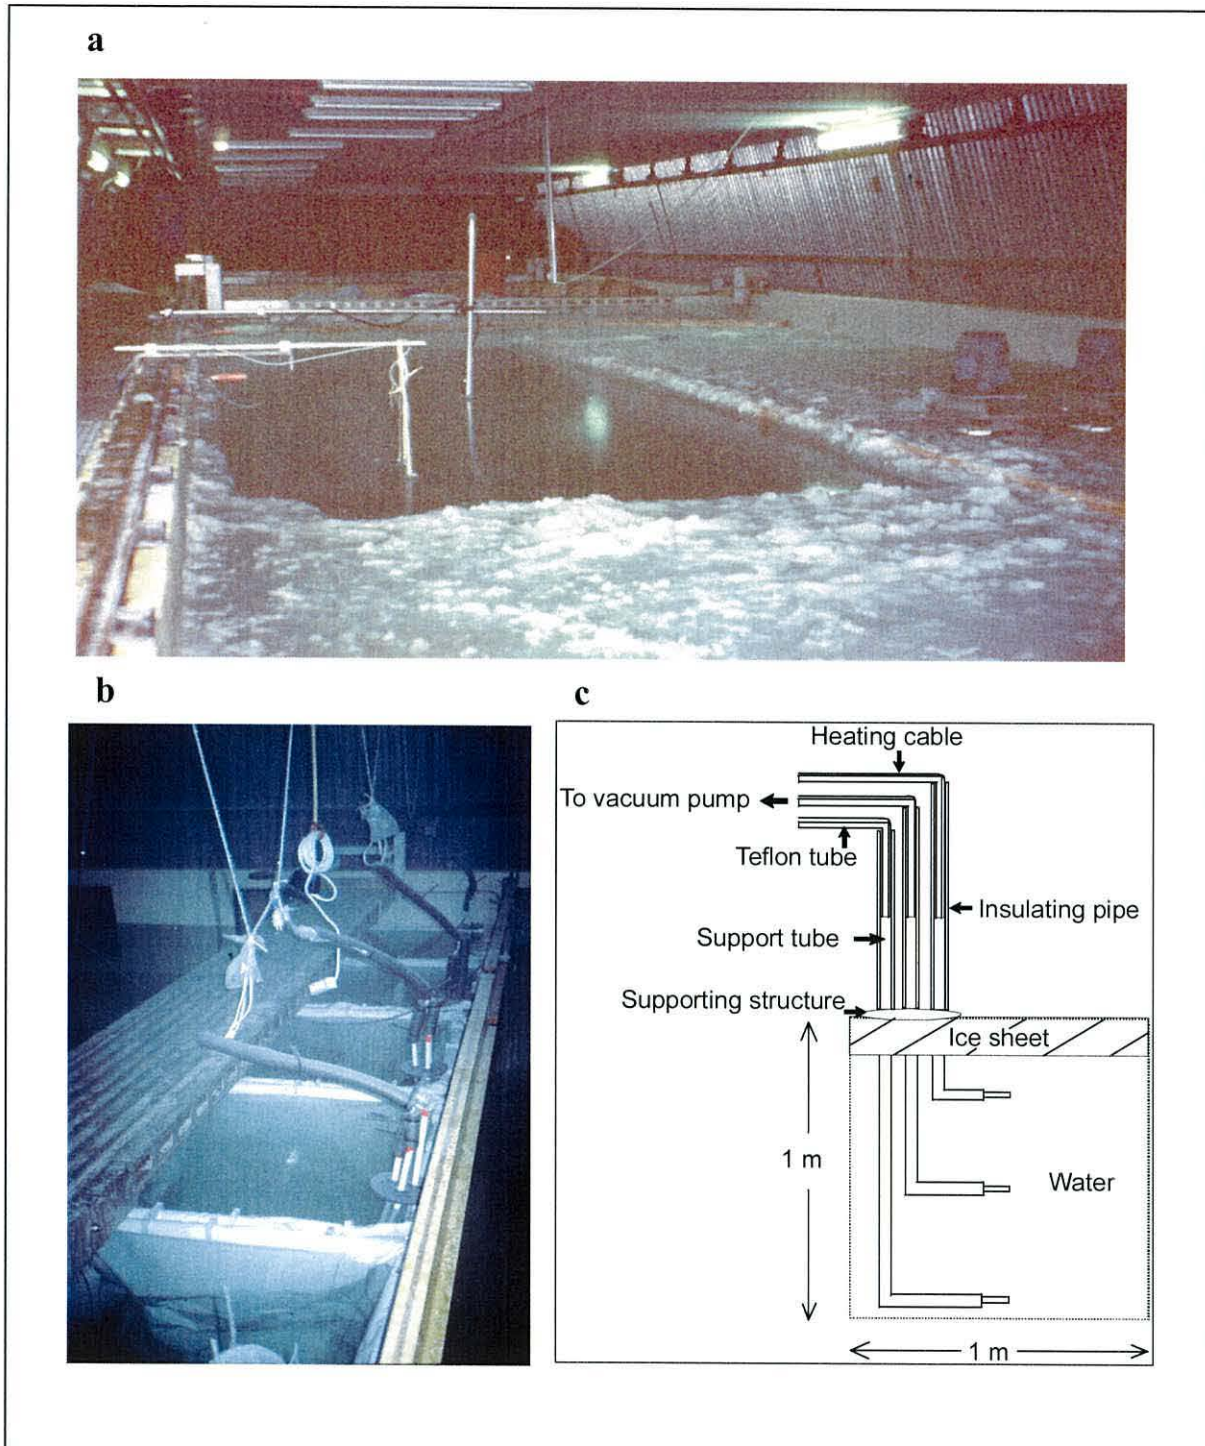 a
b
c
Heating cable
To vacuum pump
Teflon tube
Insulating pipe
Support tube
Supporting structure
Ice sheet
1 m
Water
1 m